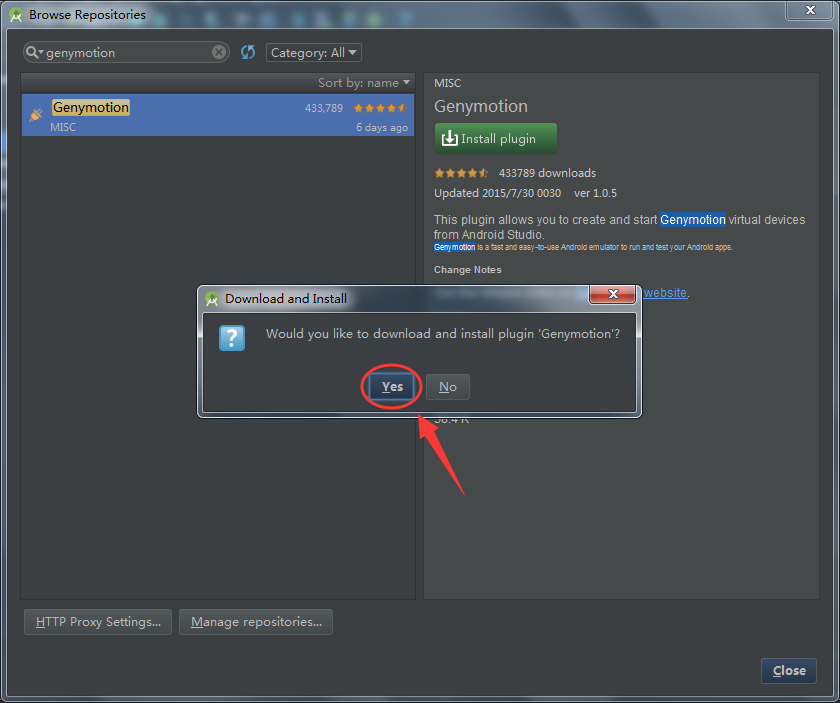 Browse Repositories
genymotion
Category: All
Sort by: name
Genymotion 433,789
MISC 6 days ago
MISC
Genymotion
Install plugin
433789 downloads
Updated 2015/7/30 0030 ver 1.0.5
This plugin allows you to create and start Genymotion virtual devices
from Android Studio.
Genymotion is a fast and easy-to-use Android emulator to run and test your Android apps.
Change Notes
website.
Download and Install
Would you like to download and install plugin 'Genymotion'?
Yes No
HTTP Proxy Settings...
Manage repositories...
Close